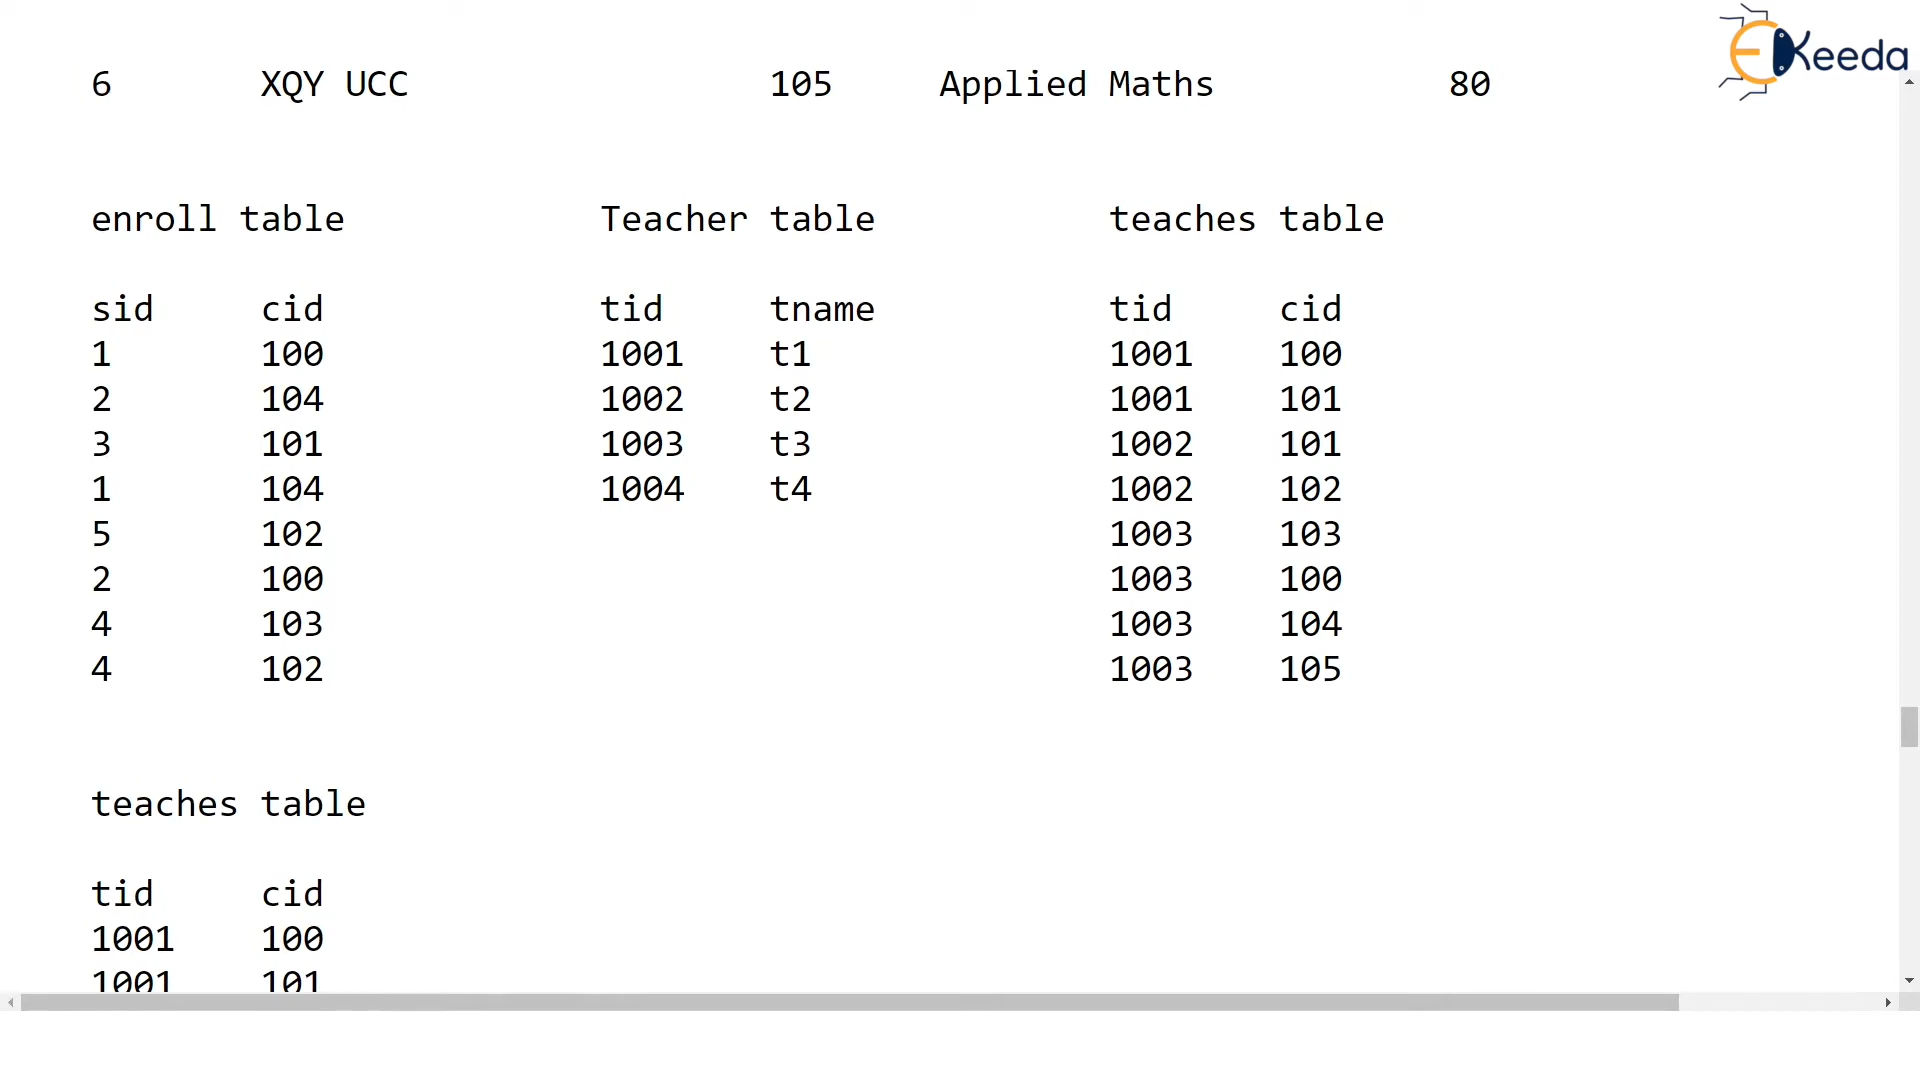 EKeeda
6 XQY UCC 105 Applied Maths 80
enroll table Teacher table teaches table
sid cid tid tname tid cid
1 100 1001 t1 1001 100
2 104 1002 t2 1001 101
3 101 1003 t3 1002 101
1 104 1004 t4 1002 102
5 102 1003 103
2 100 1003 100
4 103 1003 104
4 102 1003 105
teaches table
tid cid
1001 100
1001 101